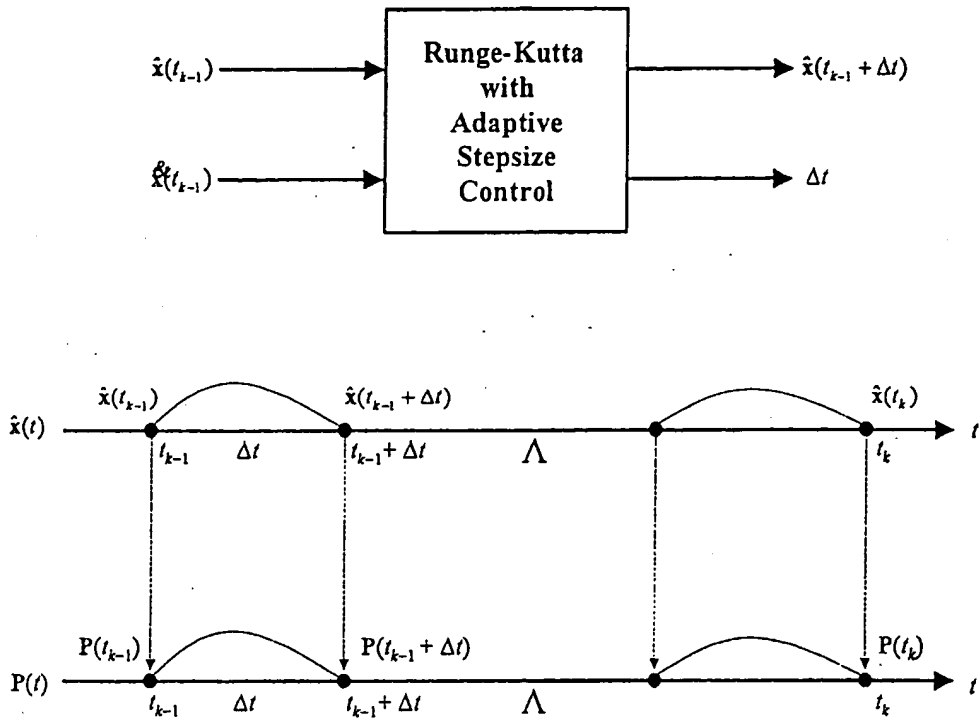 Runge-Kutta
with
Adaptive
Stepsize
Control
x̂(t_{k-1})
x̂(t_{k-1} + Δt)
(t_{k-1})
Δt
x̂(t_{k-1}) x̂(t_{k-1} + Δt) x̂(t_k)
x̂(t) t
t_{k-1} Δt t_{k-1} + Δt Λ t_k
P(t_{k-1}) P(t_{k-1} + Δt) P(t_k)
P(t) t
t_{k-1} Δt t_{k-1} + Δt Λ t_k